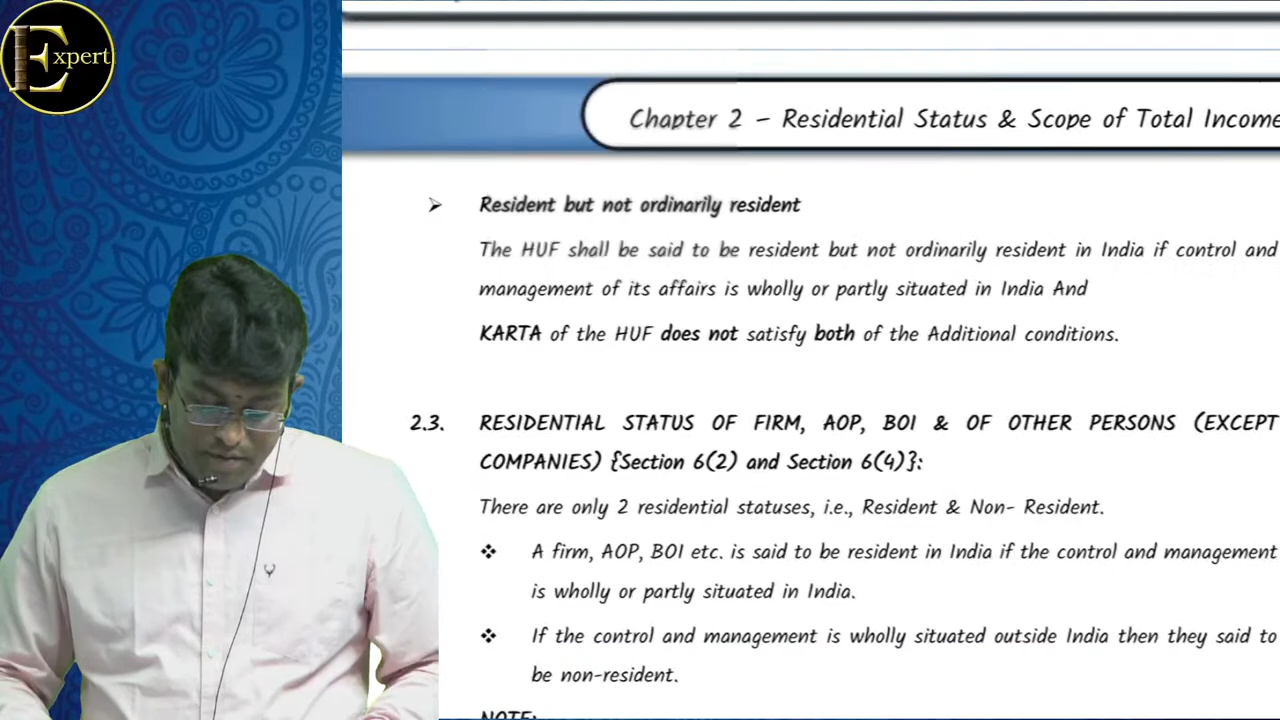 Expert
Chapter 2 – Residential Status & Scope of Total Income
➢ Resident but not ordinarily resident
The HUF shall be said to be resident but not ordinarily resident in India if control and
management of its affairs is wholly or partly situated in India And
KARTA of the HUF does not satisfy both of the Additional conditions.
2.3. RESIDENTIAL STATUS OF FIRM, AOP, BOI & OF OTHER PERSONS (EXCEPT
COMPANIES) {Section 6(2) and Section 6(4)}:
There are only 2 residential statuses, i.e., Resident & Non- Resident.
❖ A firm, AOP, BOI etc. is said to be resident in India if the control and management
is wholly or partly situated in India.
❖ If the control and management is wholly situated outside India then they said to
be non-resident.
NOTE: